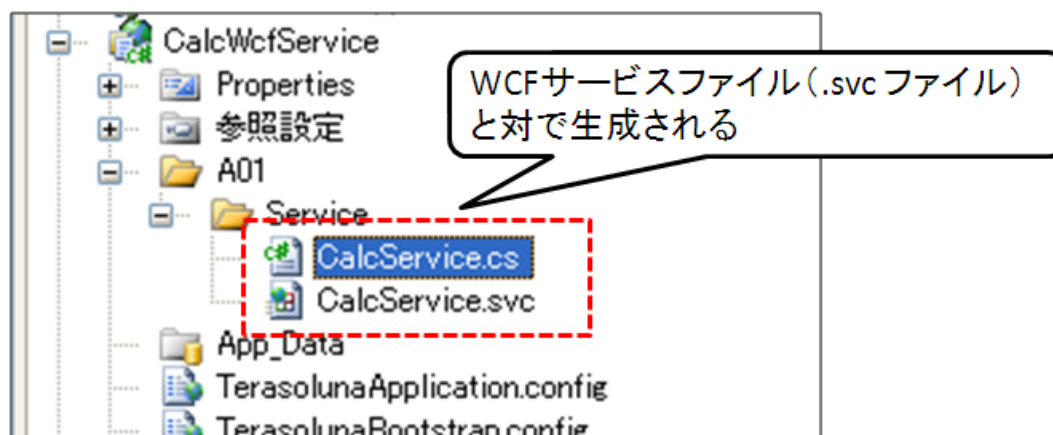 CalcWcfService
WCFサービスファイル(.svc ファイル)
と対で生成される
Properties
参照設定
A01
Service
C#
CalcService.cs
CalcService.svc
App_Data
TerasolunaApplication.config
TerasolunaBootstrap.config